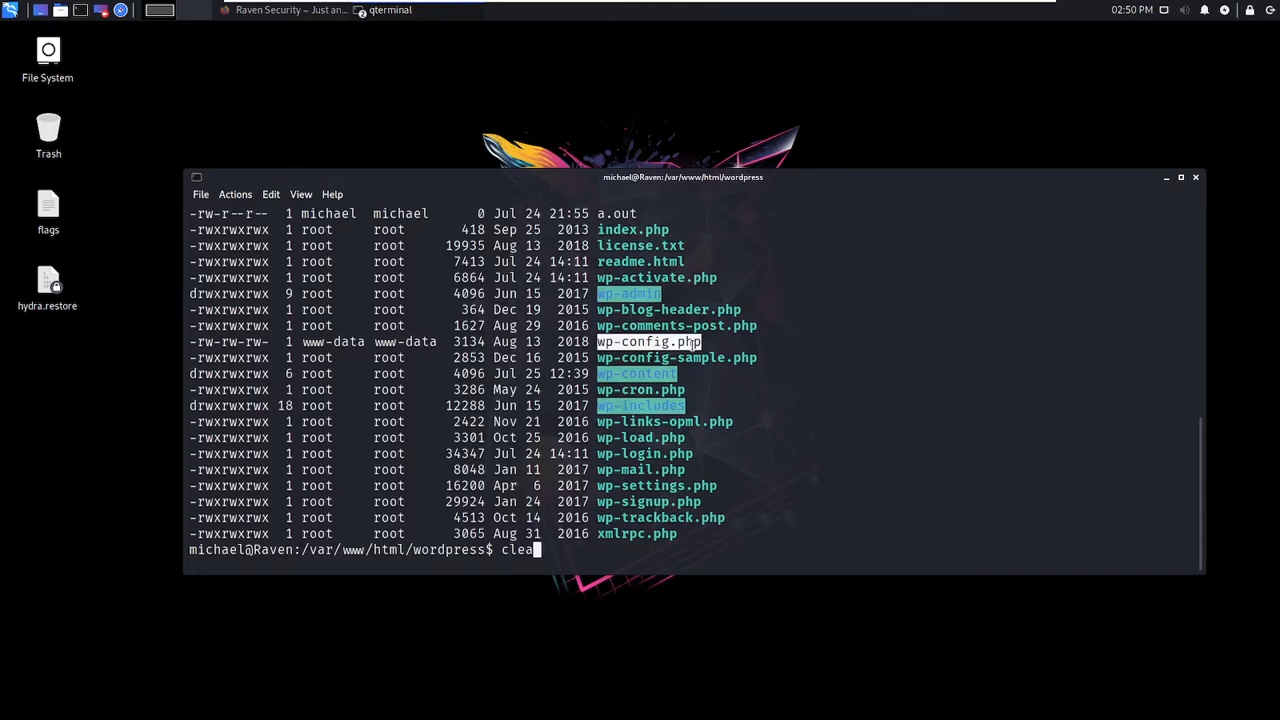 Raven Security – Just an... qterminal 02:50 PM
2
File System
Trash
flags
hydra.restore
michael@Raven:/var/www/html/wordpress
File Actions Edit View Help
-rw-r--r-- 1 michael michael 0 Jul 24 21:55 a.out
-rwxrwxrwx 1 root root 418 Sep 25 2013 index.php
-rwxrwxrwx 1 root root 19935 Aug 13 2018 license.txt
-rwxrwxrwx 1 root root 7413 Jul 24 14:11 readme.html
-rwxrwxrwx 1 root root 6864 Jul 24 14:11 wp-activate.php
drwxrwxrwx 9 root root 4096 Jun 15 2017 wp-admin
-rwxrwxrwx 1 root root 364 Dec 19 2015 wp-blog-header.php
-rwxrwxrwx 1 root root 1627 Aug 29 2016 wp-comments-post.php
-rw-rw-rw- 1 www-data www-data 3134 Aug 13 2018 wp-config.php
-rwxrwxrwx 1 root root 2853 Dec 16 2015 wp-config-sample.php
drwxrwxrwx 6 root root 4096 Jul 25 12:39 wp-content
-rwxrwxrwx 1 root root 3286 May 24 2015 wp-cron.php
drwxrwxrwx 18 root root 12288 Jun 15 2017 wp-includes
-rwxrwxrwx 1 root root 2422 Nov 21 2016 wp-links-opml.php
-rwxrwxrwx 1 root root 3301 Oct 25 2016 wp-load.php
-rwxrwxrwx 1 root root 34347 Jul 24 14:11 wp-login.php
-rwxrwxrwx 1 root root 8048 Jan 11 2017 wp-mail.php
-rwxrwxrwx 1 root root 16200 Apr 6 2017 wp-settings.php
-rwxrwxrwx 1 root root 29924 Jan 24 2017 wp-signup.php
-rwxrwxrwx 1 root root 4513 Oct 14 2016 wp-trackback.php
-rwxrwxrwx 1 root root 3065 Aug 31 2016 xmlrpc.php
michael@Raven:/var/www/html/wordpress$ clea